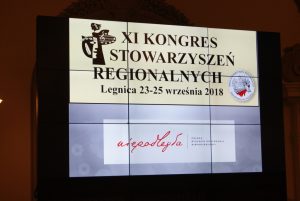 XI KONGRES
STOWARZYSZEŃ
REGIONALNYCH
Legnica 23-25 września 2018
niepodległa